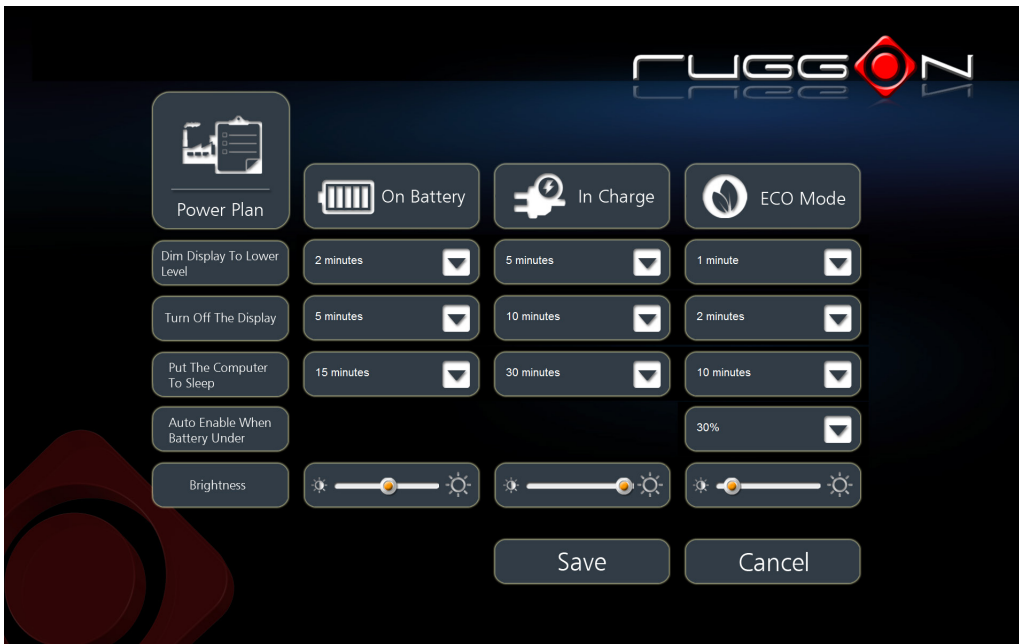 RUGGON
Power Plan
On Battery
In Charge
ECO Mode
Dim Display To Lower
Level
2 minutes
5 minutes
1 minute
Turn Off The Display
5 minutes
10 minutes
2 minutes
Put The Computer
To Sleep
15 minutes
30 minutes
10 minutes
Auto Enable When
Battery Under
30%
Brightness
Save
Cancel